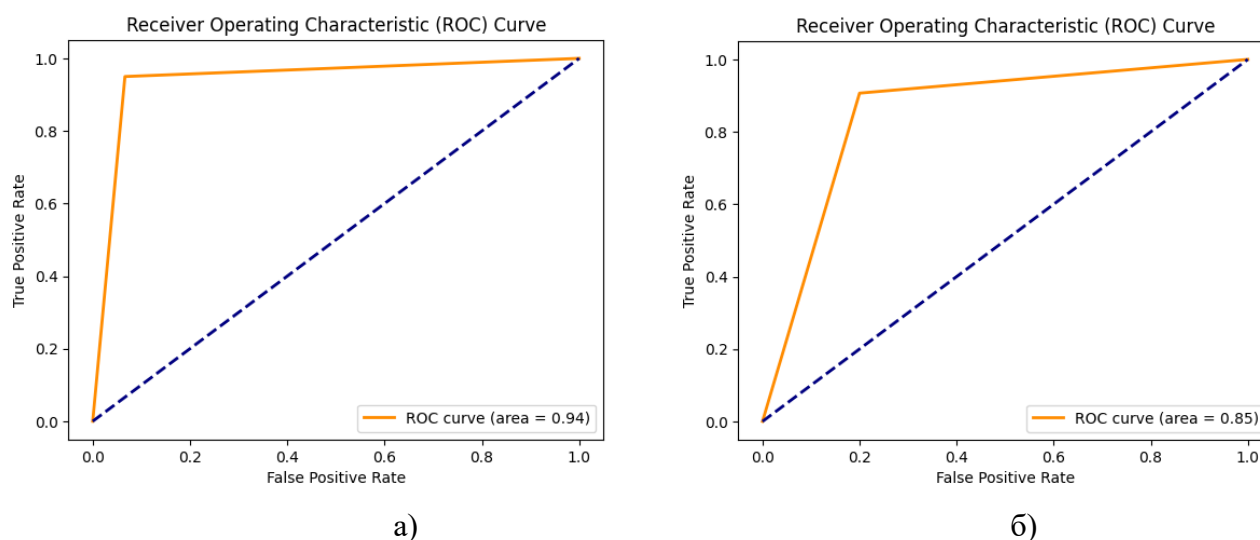 Receiver Operating Characteristic (ROC) Curve
True Positive Rate
1.0
0.8
0.6
0.4
0.2
0.0
ROC curve (area = 0.94)
0.0 0.2 0.4 0.6 0.8 1.0
False Positive Rate
а)
Receiver Operating Characteristic (ROC) Curve
True Positive Rate
1.0
0.8
0.6
0.4
0.2
0.0
ROC curve (area = 0.85)
0.0 0.2 0.4 0.6 0.8 1.0
False Positive Rate
б)